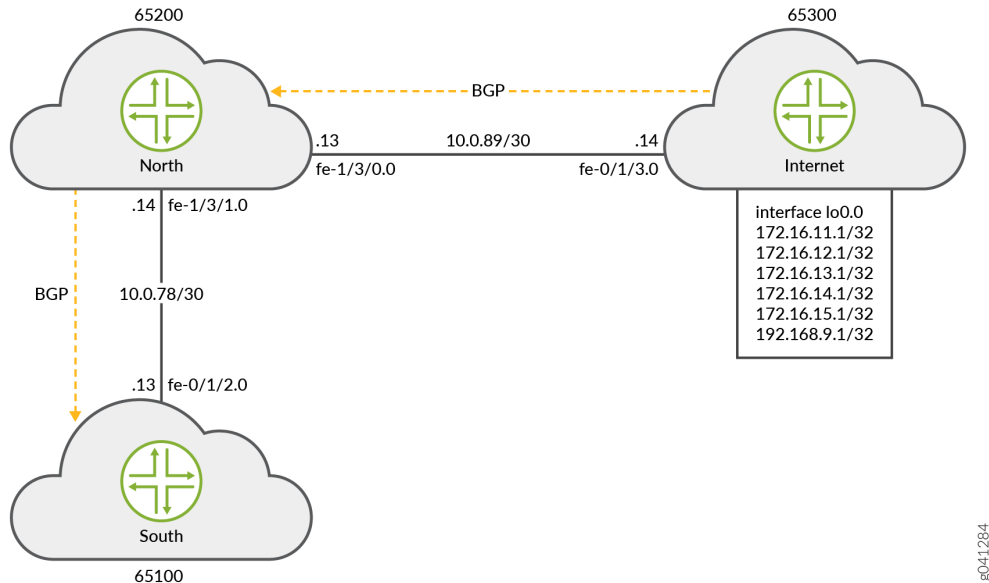 65200
65300
BGP
North
Internet
.13
10.0.89/30
.14
fe-1/3/0.0
fe-0/1/3.0
.14
fe-1/3/1.0
interface lo0.0
172.16.11.1/32
172.16.12.1/32
172.16.13.1/32
172.16.14.1/32
172.16.15.1/32
192.168.9.1/32
BGP
10.0.78/30
.13
fe-0/1/2.0
South
65100
g041284